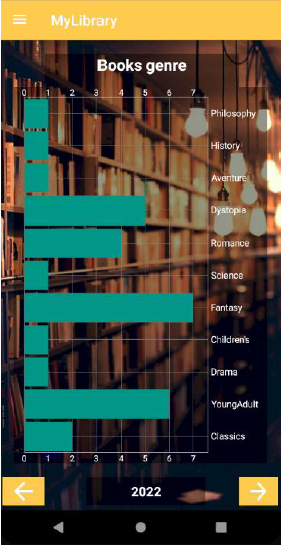 MyLibrary
Books genre
0 1 2 3 4 5 6 7
Philosophy
History
Aventure
Dystopia
Romance
Science
Fantasy
Children's
Drama
YoungAdult
Classics
0 1 2 3 4 5 6 7
2022